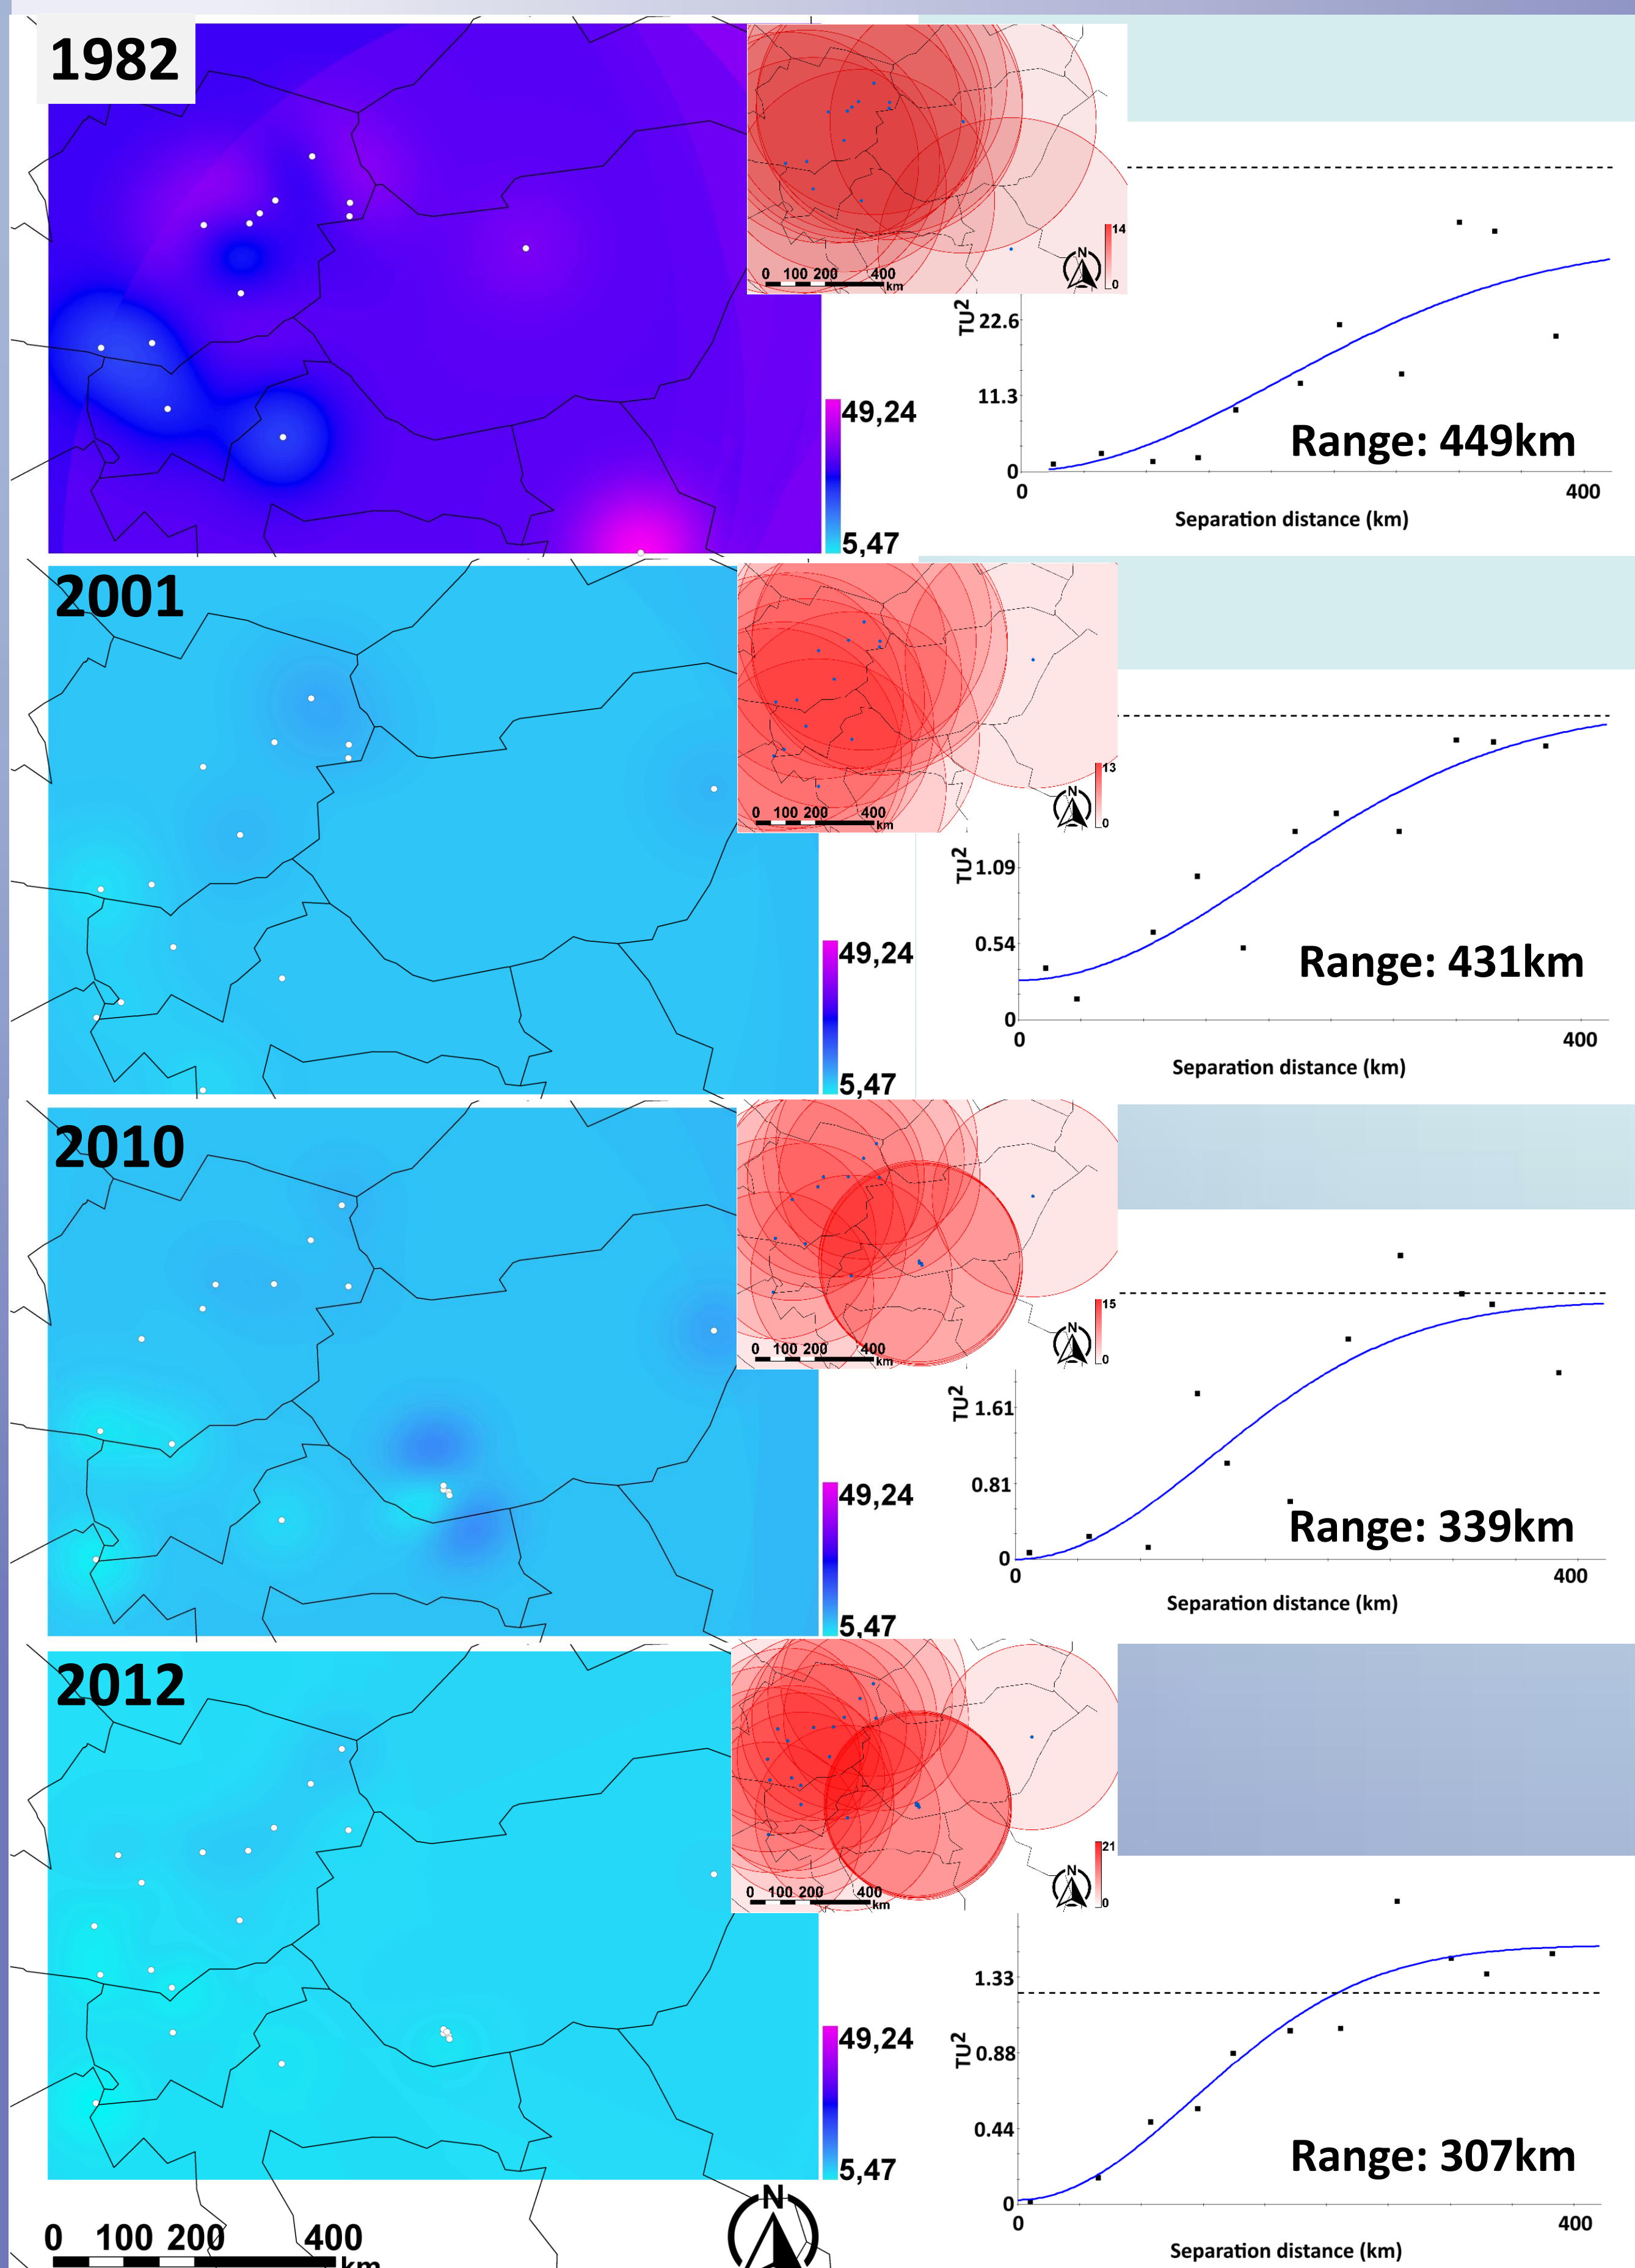 1982
N
14
0
0 100 200 400
km
TU²
22.6
11.3
0
0 400
49,24
5,47
Range: 449km
Separation distance (km)
2001
N
13
0
0 100 200 400
km
TU²
1.09
0.54
0
0 400
49,24
5,47
Range: 431km
Separation distance (km)
2010
N
15
0
0 100 200 400
km
TU²
1.61
0.81
0
0 400
49,24
5,47
Range: 339km
Separation distance (km)
2012
N
21
0
0 100 200 400
km
TU²
1.33
0.88
0.44
0
0 400
49,24
5,47
Range: 307km
Separation distance (km)
N
0 100 200 400
km